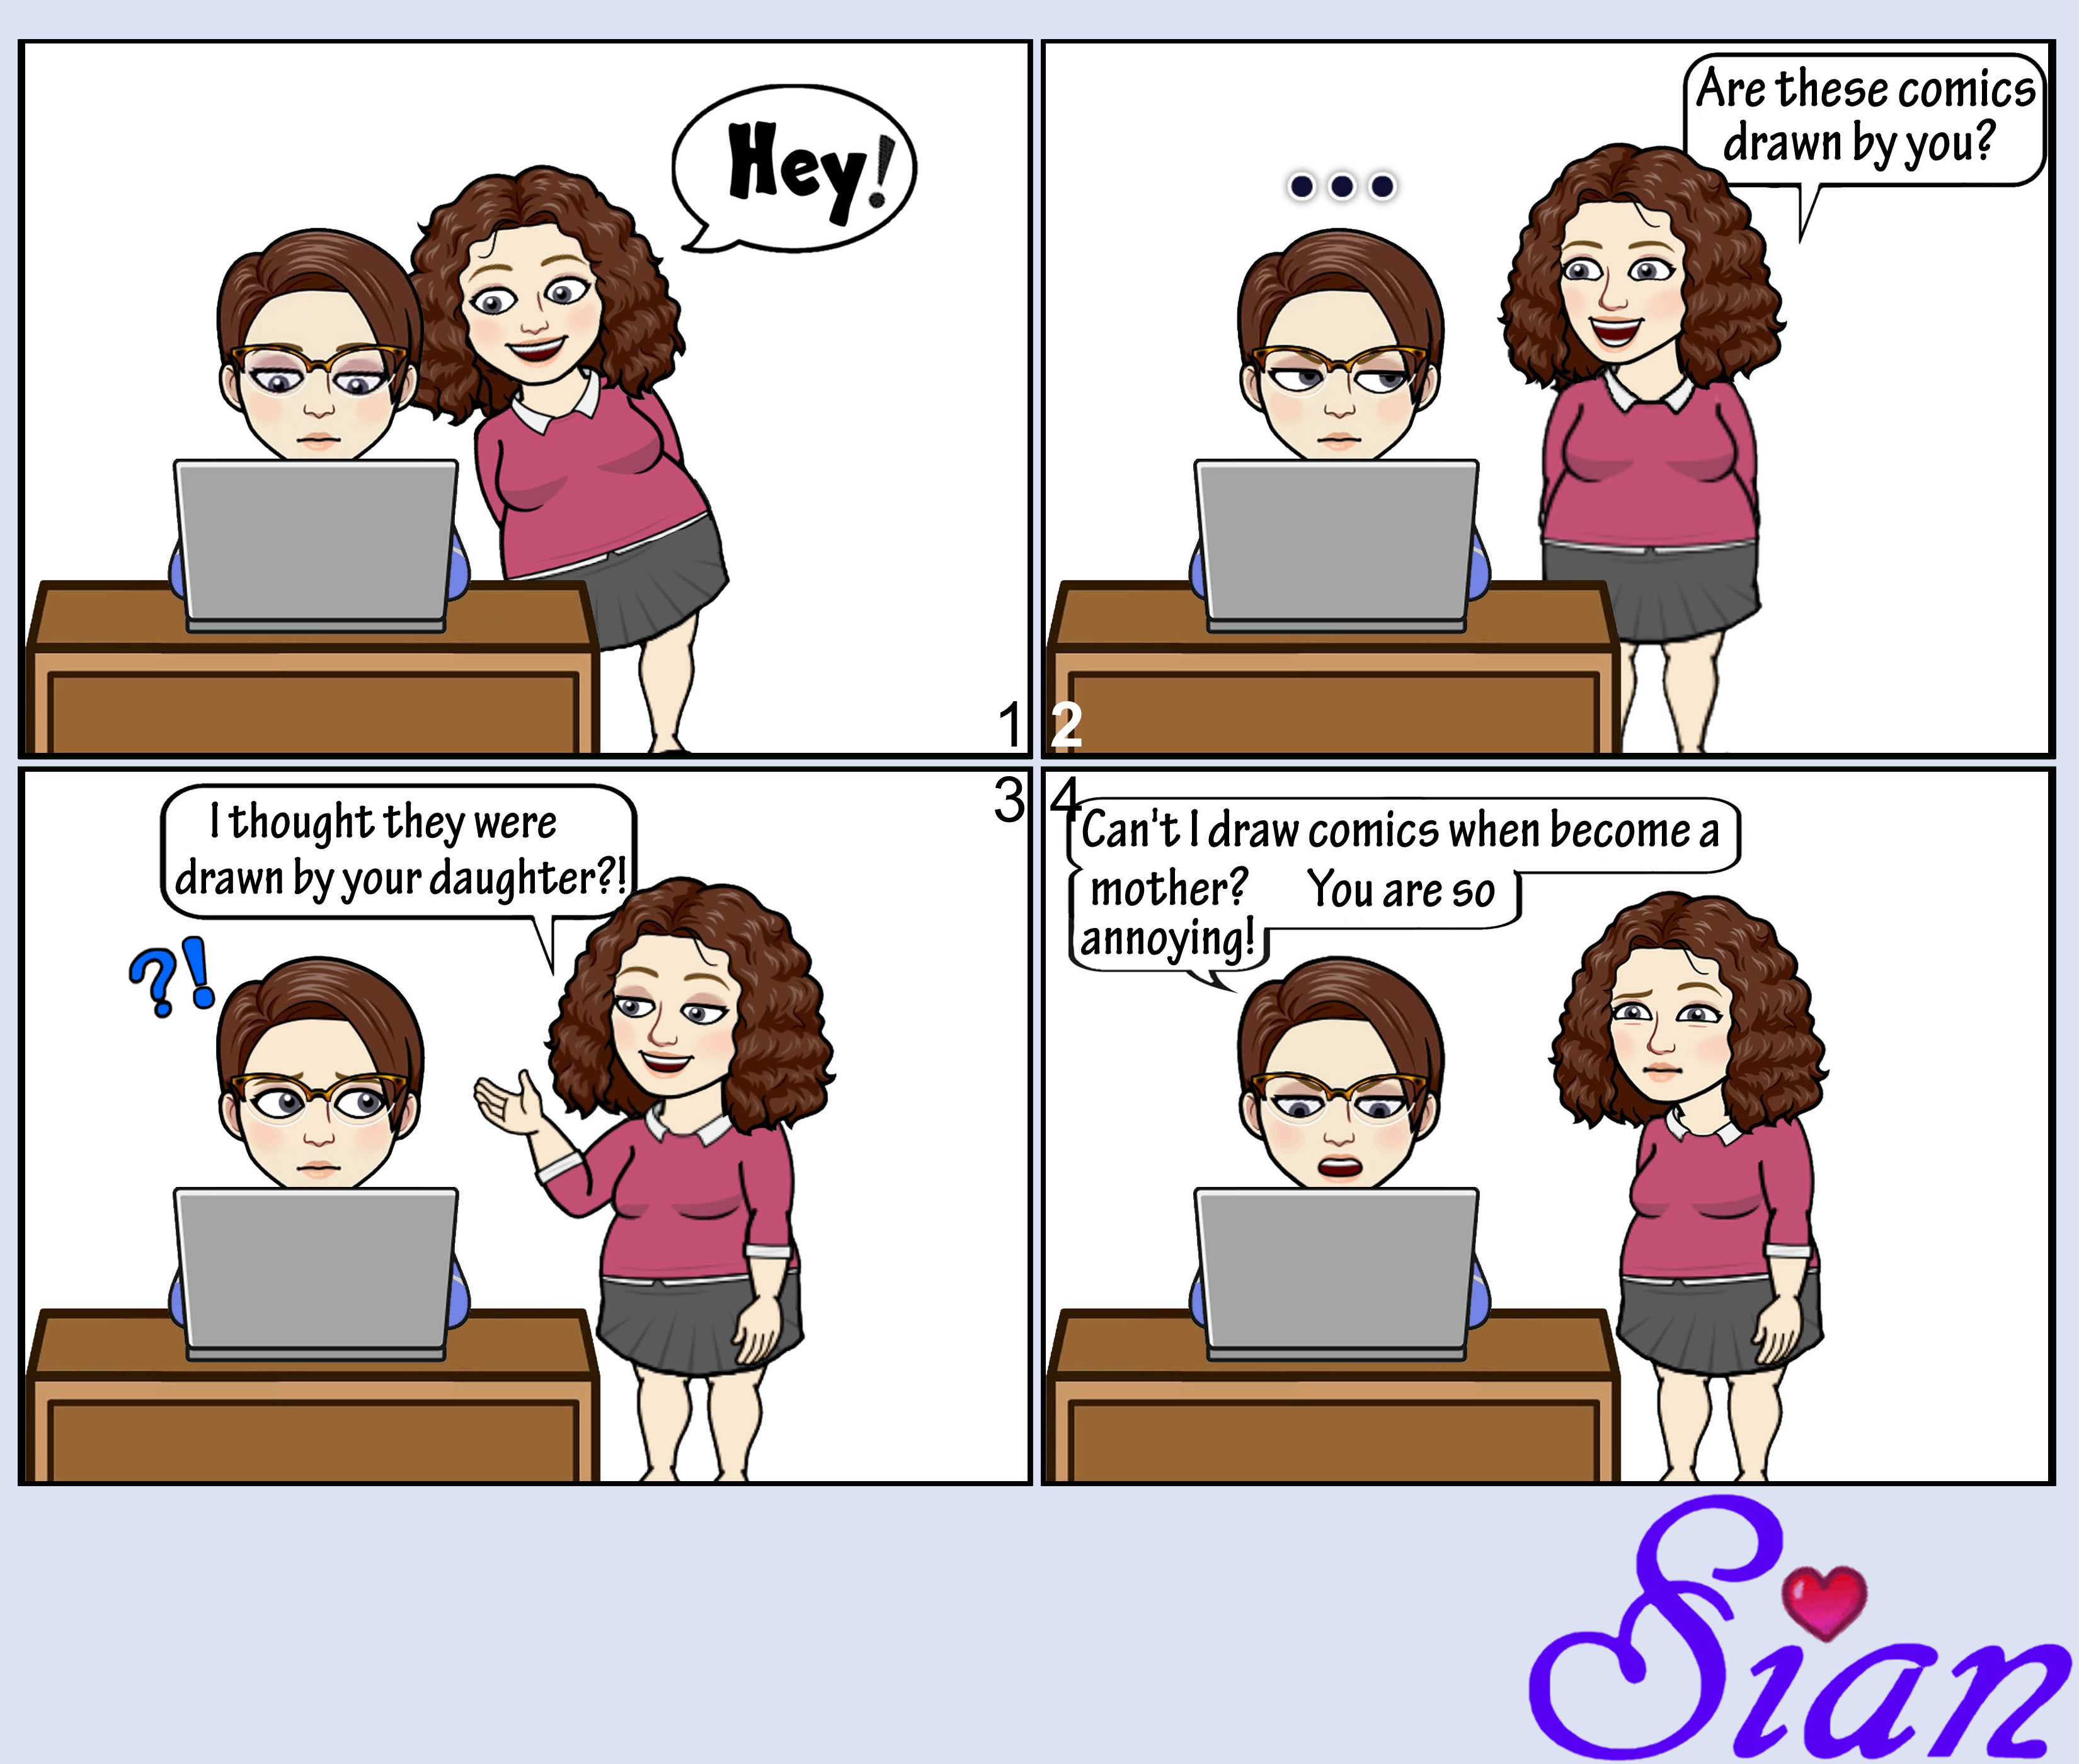 Hey!
1
Are these comics
drawn by you?
2
I thought they were
drawn by your daughter?!
3
?!
4
Can't I draw comics when become a
mother? You are so
annoying!
Sian